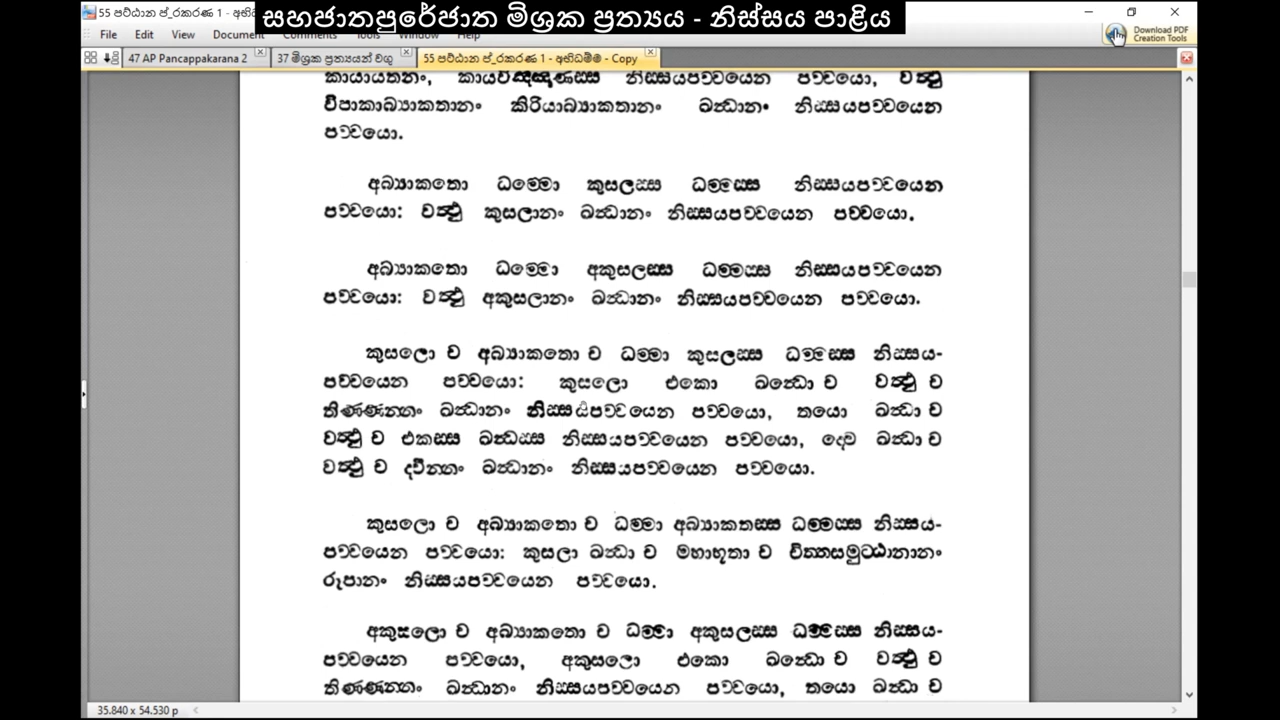 සහජාතපුරේජාත මිශ්‍රක ප්‍රත්‍යය - නිස්සය පාළිය
55 පට්ඨාන ප්‍රකරණ 1 -
File Edit View Document Comments Tools Window Help
Download PDF
Creation Tools
47 AP Pancappakarana 2
37 මිශ්‍රක ප්‍රත්‍යයන් වගු
55 පට්ඨාන ප්‍රකරණ 1 - අභිධම්ම - Copy
කායායතනං, කායවිඤ්ඤාණස්ස නිස්සයපච්චයෙන පච්චයො, වත්ථු
විපාකාබ්‍යාකතානං කිරියාබ්‍යාකතානං ඛන්ධානං නිස්සයපච්චයෙන
පච්චයො.
අබ්‍යාකතො ධම්මො කුසලස්ස ධම්මස්ස නිස්සයපච්චයෙන
පච්චයො: වත්ථු කුසලානං ඛන්ධානං නිස්සයපච්චයෙන පච්චයො.
අබ්‍යාකතො ධම්මො අකුසලස්ස ධම්මස්ස නිස්සයපච්චයෙන
පච්චයො: වත්ථු අකුසලානං ඛන්ධානං නිස්සයපච්චයෙන පච්චයො.
කුසලො ච අබ්‍යාකතො ච ධම්මා කුසලස්ස ධම්මස්ස නිස්සය-
පච්චයෙන පච්චයො: කුසලො එකො ඛන්ධො ච වත්ථු ච
තිණ්ණන්නං ඛන්ධානං නිස්සයපච්චයෙන පච්චයො, තයො ඛන්ධා ච
වත්ථු ච එකස්ස ඛන්ධස්ස නිස්සයපච්චයෙන පච්චයො, ද්වෙ ඛන්ධා ච
වත්ථු ච ද්වින්නං ඛන්ධානං නිස්සයපච්චයෙන පච්චයො.
කුසලො ච අබ්‍යාකතො ච ධම්මා අබ්‍යාකතස්ස ධම්මස්ස නිස්සය-
පච්චයෙන පච්චයො: කුසලා ඛන්ධා ච මහාභූතා ච චිත්තසමුට්ඨානානං
රූපානං නිස්සයපච්චයෙන පච්චයො.
අකුසලො ච අබ්‍යාකතො ච ධම්මා අකුසලස්ස ධම්මස්ස නිස්සය-
පච්චයෙන පච්චයො, අකුසලො එකො ඛන්ධො ච වත්ථු ච
තිණ්ණන්නං ඛන්ධානං නිස්සයපච්චයෙන පච්චයො, තයො ඛන්ධා ච
35.840 x 54.530 p